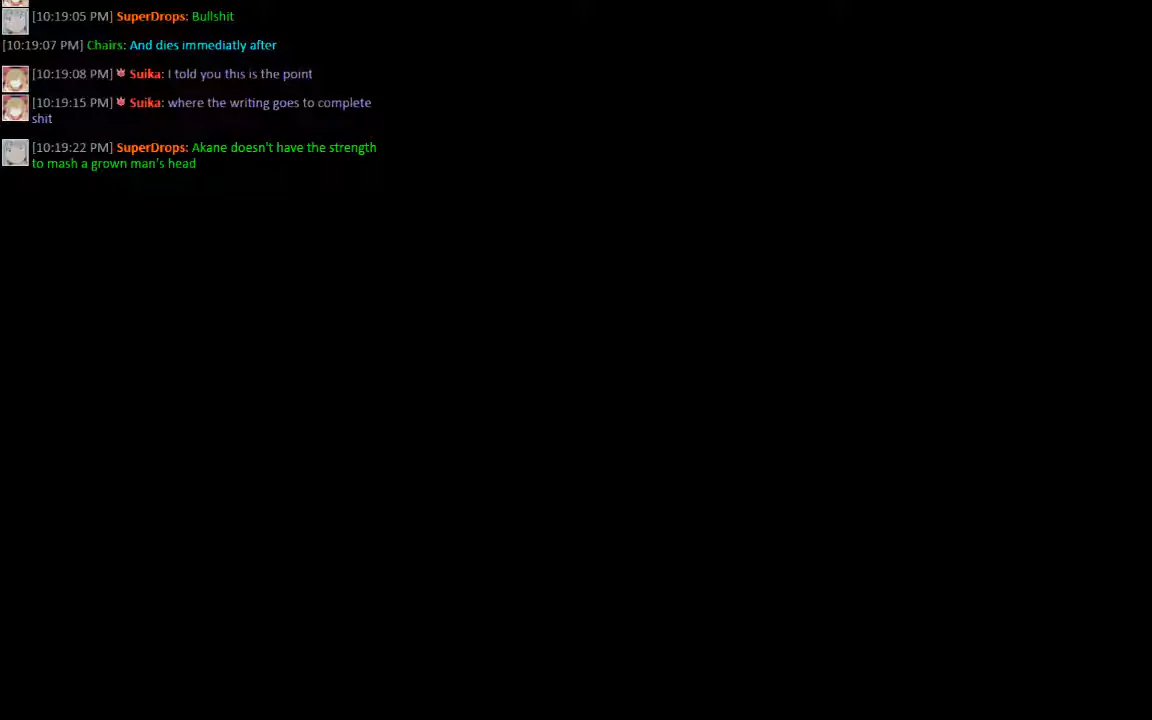 [10:19:05 PM] SuperDrops: Bullshit
[10:19:07 PM] Chairs: And dies immediatly after
[10:19:08 PM] Suika: I told you this is the point
[10:19:15 PM] Suika: where the writing goes to complete
shit
[10:19:22 PM] SuperDrops: Akane doesn't have the strength
to mash a grown man's head